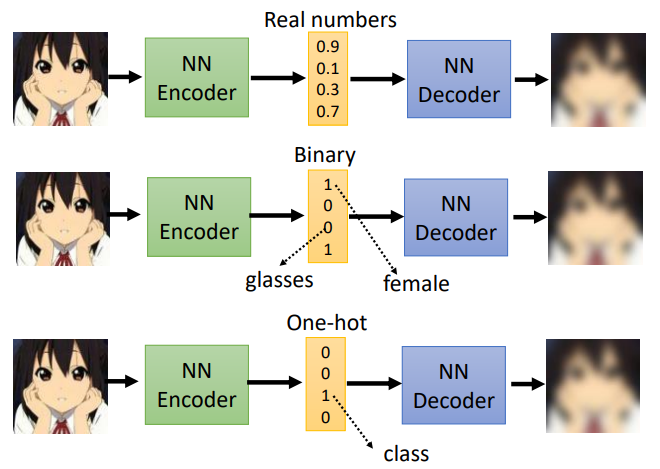 Real numbers
NN
Encoder
0.9
0.1
0.3
0.7
NN
Decoder
Binary
NN
Encoder
1
0
0
1
NN
Decoder
glasses
female
One-hot
NN
Encoder
0
0
1
0
NN
Decoder
class